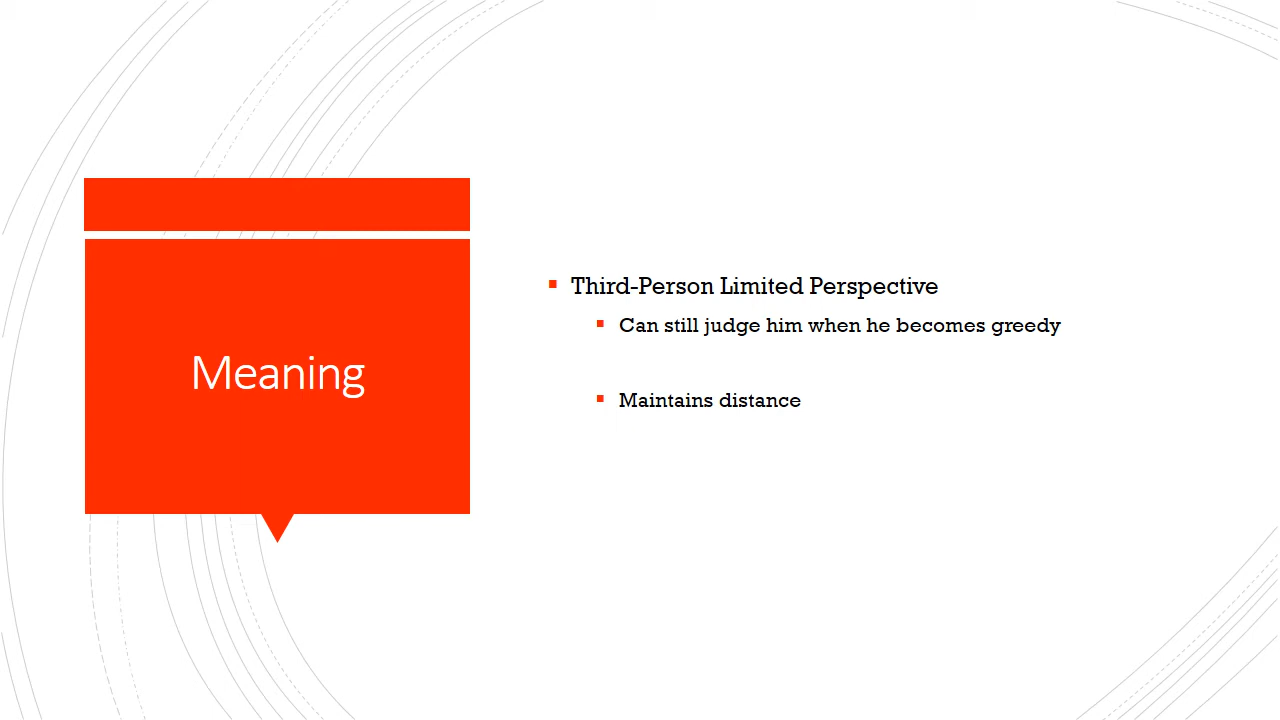 Meaning
Third-Person Limited Perspective
Can still judge him when he becomes greedy
Maintains distance